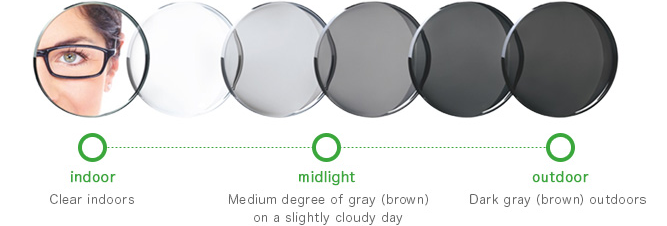 indoor
Clear indoors
midlight
Medium degree of gray (brown)
on a slightly cloudy day
outdoor
Dark gray (brown) outdoors